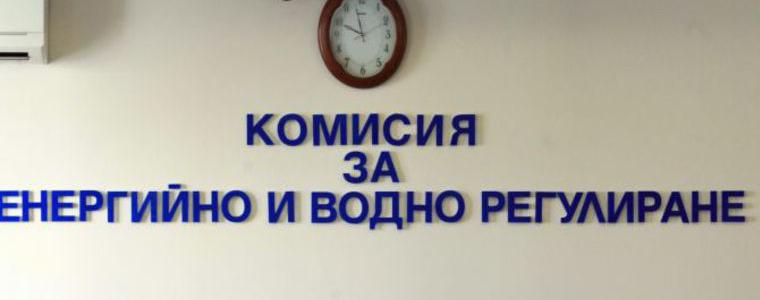 КОМИСИЯ
ЗА
ЕНЕРГИЙНО И ВОДНО РЕГУЛИРАНЕ